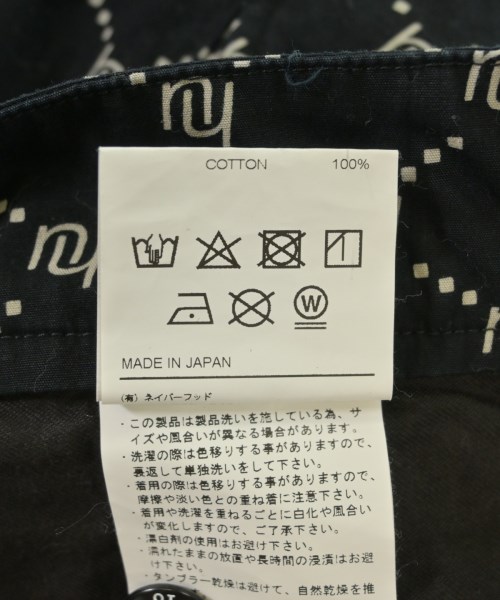 COTTON 100%
W
MADE IN JAPAN
(有) ネイバーフッド
・この製品は製品洗いを施している為、サ
イズや風合いが異なる場合があります。
・洗濯の際は色移りする事がありますので、
裏返して単独洗いをして下さい。
・着用の際は色移りする事がありますので、
摩擦や淡い色との重ね着に注意下さい。
・着用や洗濯を重ねるごとに白化や風合い
が変化しますので、ご了承下さい。
・漂白剤の使用はお避け下さい。
・濡れたままの放置や長時間の浸漬はお避
け下さい。
・タンブラー乾燥は避けて、自然乾燥を推